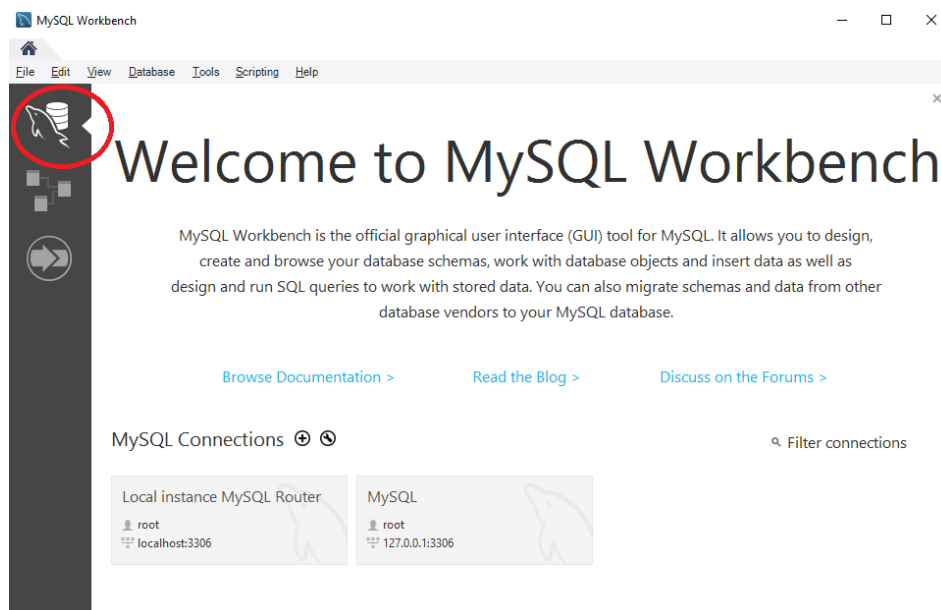 MySQL Workbench
File Edit View Database Tools Scripting Help
Welcome to MySQL Workbench
MySQL Workbench is the official graphical user interface (GUI) tool for MySQL. It allows you to design,
create and browse your database schemas, work with database objects and insert data as well as
design and run SQL queries to work with stored data. You can also migrate schemas and data from other
database vendors to your MySQL database.
Browse Documentation > Read the Blog > Discuss on the Forums >
MySQL Connections Filter connections
Local instance MySQL Router MySQL
root root
localhost:3306 127.0.0.1:3306